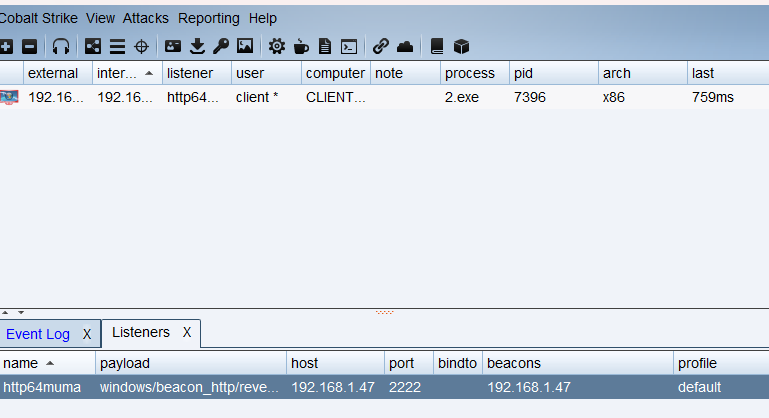 Cobalt Strike View Attacks Reporting Help
external inter... listener user computer note process pid arch last
192.16... 192.16... http64... client * CLIENT... 2.exe 7396 x86 759ms
Event Log X Listeners X
name payload host port bindto beacons profile
http64muma windows/beacon_http/reve... 192.168.1.47 2222 192.168.1.47 default